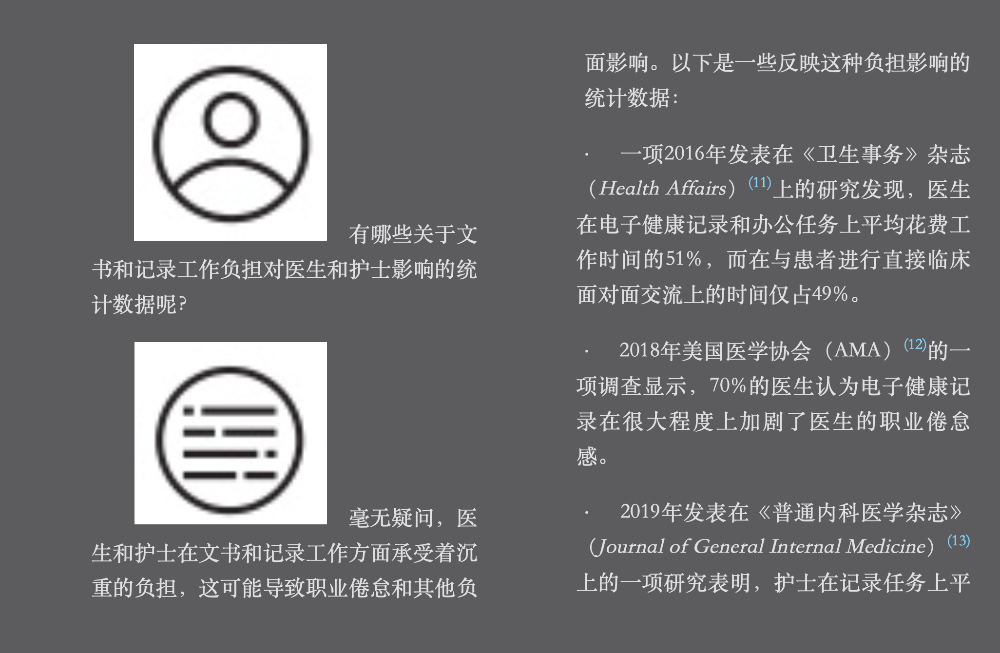 有哪些关于文
书和记录工作负担对医生和护士影响的统
计数据呢?
毫无疑问，医
生和护士在文书和记录工作方面承受着沉
重的负担，这可能导致职业倦怠和其他负
面影响。以下是一些反映这种负担影响的
统计数据：
· 一项2016年发表在《卫生事务》杂志
（Health Affairs）(11)上的研究发现，医生
在电子健康记录和办公任务上平均花费工
作时间的51%，而在与患者进行直接临床
面对面交流上的时间仅占49%。
· 2018年美国医学协会（AMA）(12)的一
项调查显示，70%的医生认为电子健康记
录在很大程度上加剧了医生的职业倦怠
感。
· 2019年发表在《普通内科医学杂志》
（Journal of General Internal Medicine）(13)
上的一项研究表明，护士在记录任务上平